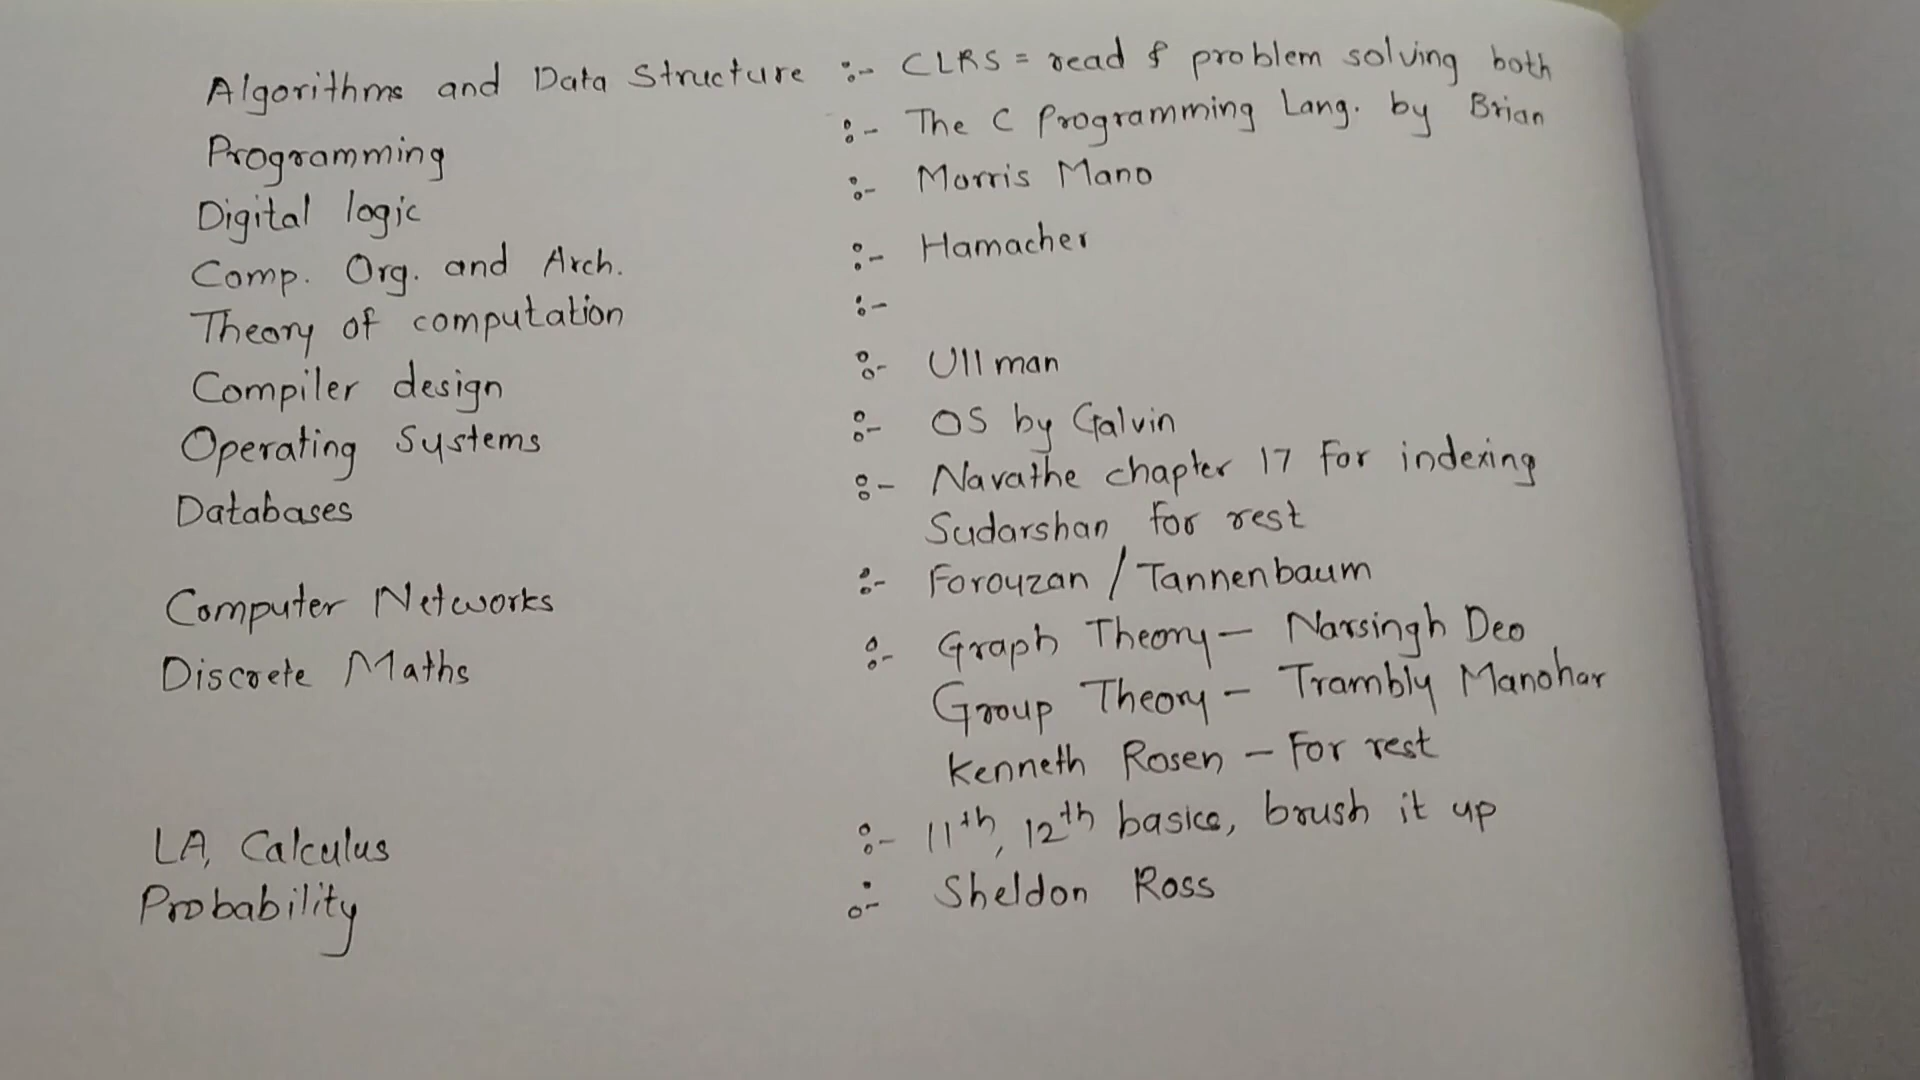 Algorithms and Data Structure :- CLRS = read & problem solving both
Programming :- The C Programming Lang. by Brian
Digital logic :- Morris Mano
Comp. Org. and Arch. :- Hamacher
Theory of computation :-
Compiler design :- Ullman
Operating Systems :- OS by Galvin
Databases :- Navathe chapter 17 for indexing
Sudarshan for rest
Computer Networks :- Forouzan / Tannenbaum
Discrete Maths :- Graph Theory - Narsingh Deo
Group Theory - Trambly Manohar
Kenneth Rosen - For rest
LA, Calculus :- 11th, 12th basics, brush it up
Probability :- Sheldon Ross